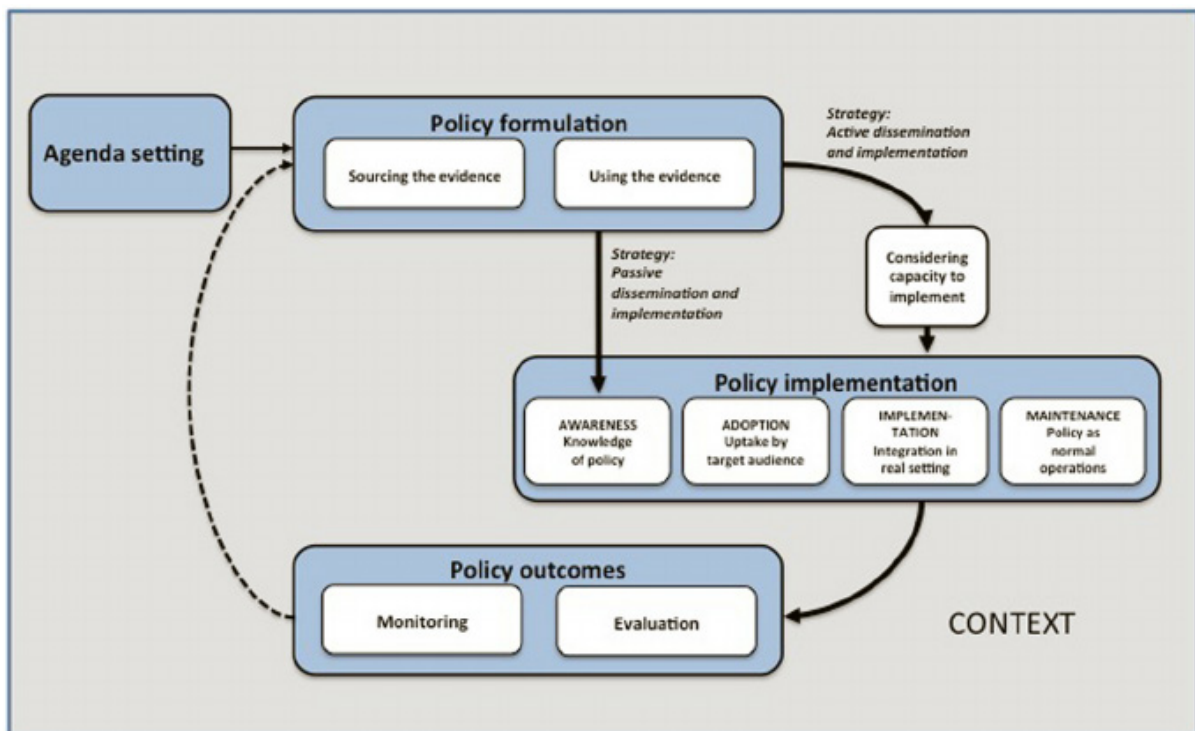 Agenda setting
Policy formulation
Sourcing the evidence
Using the evidence
Strategy:
Active dissemination
and implementation
Strategy:
Passive
dissemination and
implementation
Considering
capacity to
implement
Policy implementation
AWARENESS
Knowledge
of policy
ADOPTION
Uptake by
target audience
IMPLEMEN-
TATION
Integration in
real setting
MAINTENANCE
Policy as
normal
operations
Policy outcomes
Monitoring
Evaluation
CONTEXT